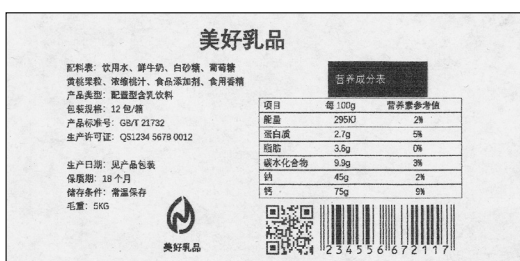 美好乳品
配料表：饮用水、鲜牛奶、白砂糖、葡萄糖
黄桃果粒、浓缩桃汁、食品添加剂、食用香精
产品类型：配置型含乳饮料
包装规格：12 包/箱
产品标准号：GB/T 21732
生产许可证：QS1234 5678 0012
生产日期：见产品包装
保质期：18 个月
储存条件：常温保存
毛重：5KG
美好乳品
营养成分表
项目 每 100g 营养素参考值
能量 295KJ 2%
蛋白质 2.7g 5%
脂肪 3.6g 0%
碳水化合物 9.9g 3%
钠 45g 2%
钙 75g 9%
234556 672117